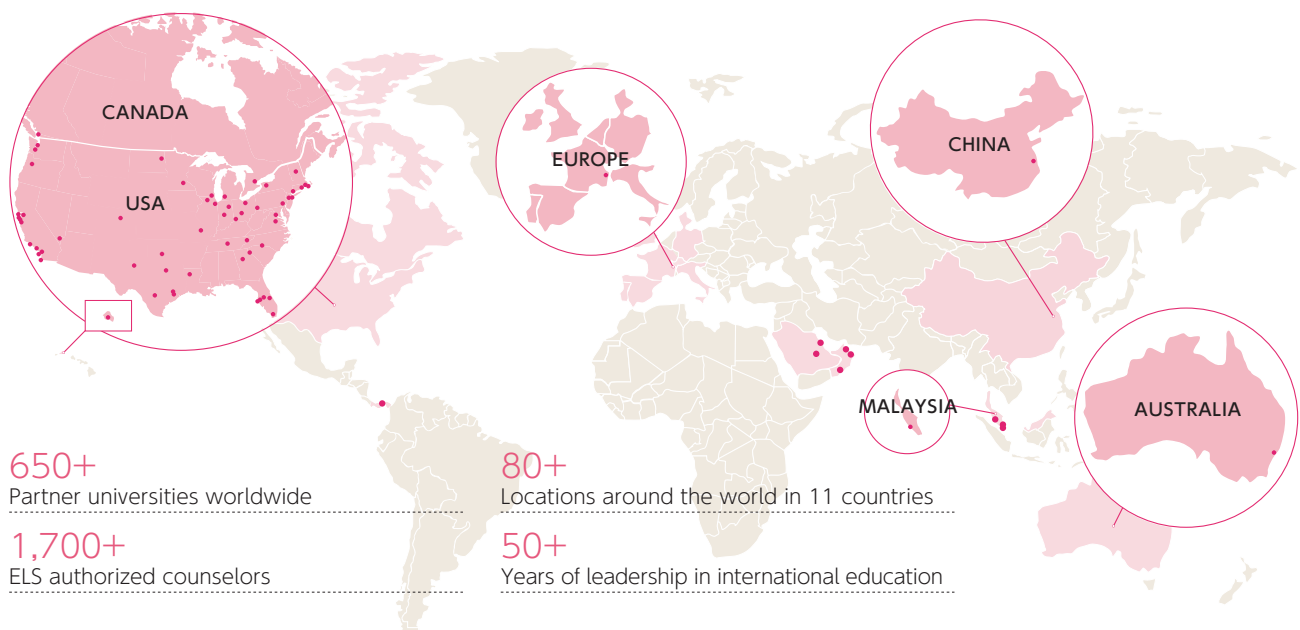 CANADA
USA
EUROPE
CHINA
MALAYSIA
AUSTRALIA
650+
Partner universities worldwide
1,700+
ELS authorized counselors
80+
Locations around the world in 11 countries
50+
Years of leadership in international education